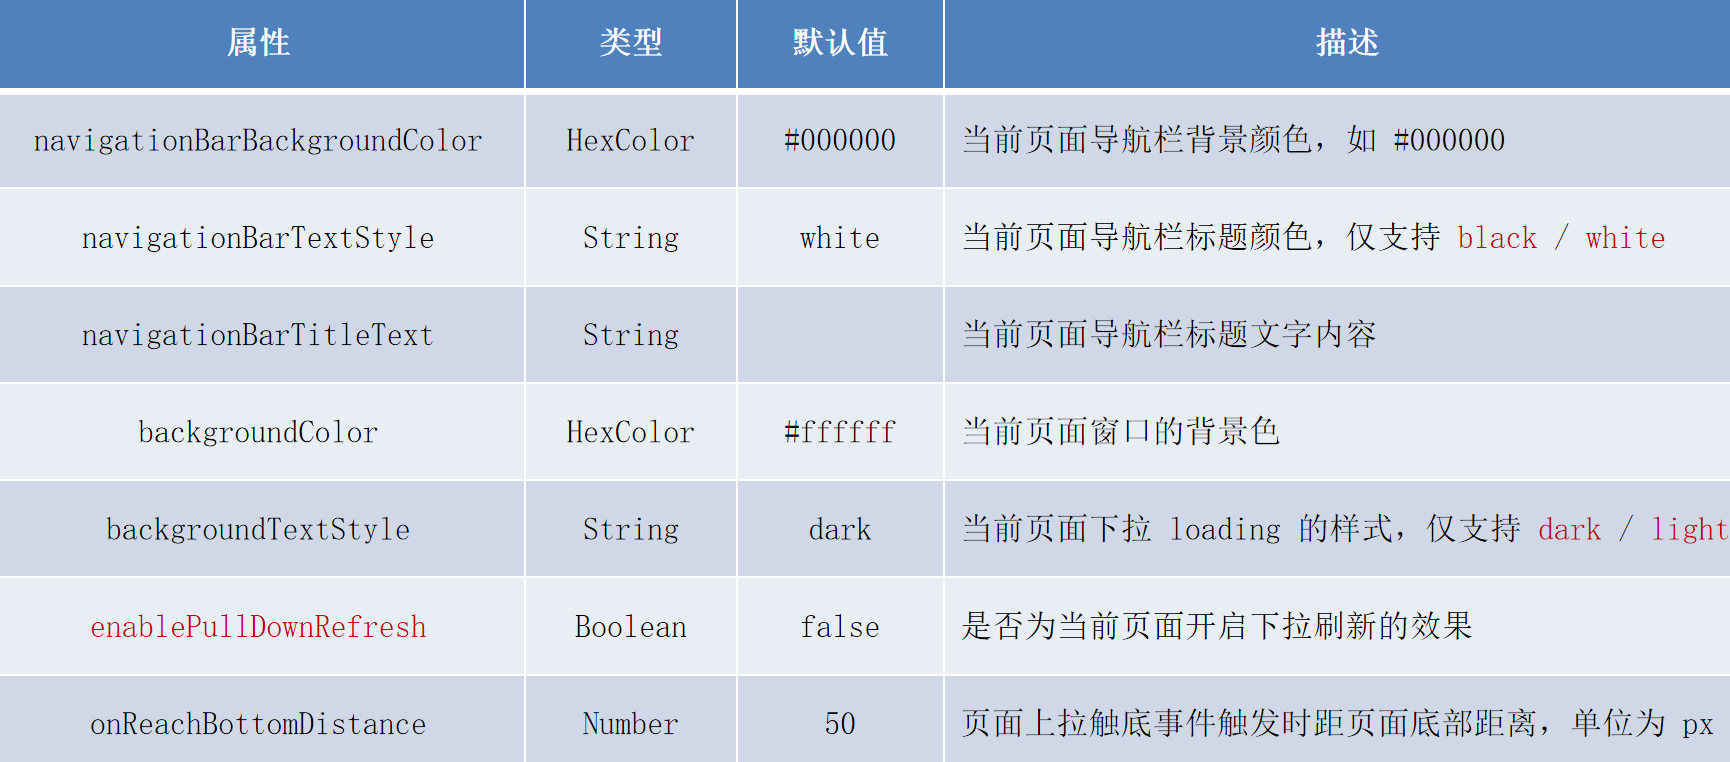 属性 类型 默认值 描述
navigationBarBackgroundColor HexColor #000000 当前页面导航栏背景颜色，如 #000000
navigationBarTextStyle String white 当前页面导航栏标题颜色，仅支持 black / white
navigationBarTitleText String 当前页面导航栏标题文字内容
backgroundColor HexColor #ffffff 当前页面窗口的背景色
backgroundTextStyle String dark 当前页面下拉 loading 的样式，仅支持 dark / light
enablePullDownRefresh Boolean false 是否为当前页面开启下拉刷新的效果
onReachBottomDistance Number 50 页面上拉触底事件触发时距页面底部距离，单位为 px